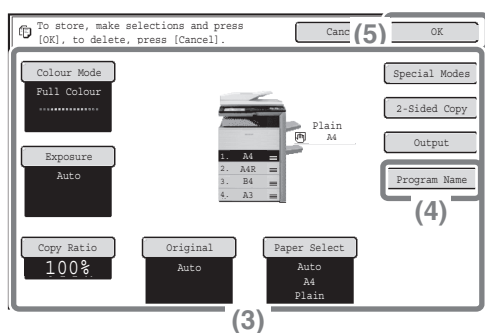 To store, make selections and press
[OK], to delete, press [Cancel].
(5)
OK
Colour Mode
Full Colour
Exposure
Auto
Copy Ratio
100%
Original
Auto
Paper Select
Auto
A4
Plain
Plain
A4
1. A4
2. A4R
3. B4
4. A3
Special Modes
2-Sided Copy
Output
Program Name
(4)
(3)